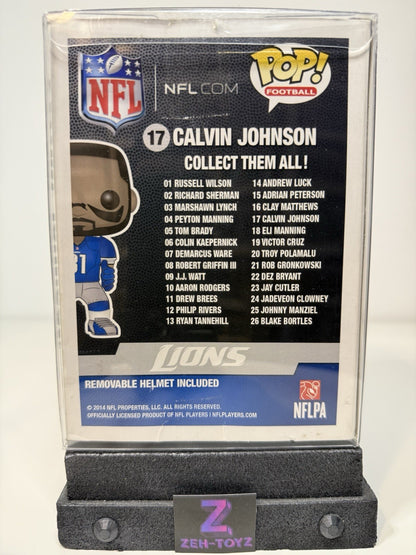 NFL
NFL.COM
POP!
FOOTBALL
17 CALVIN JOHNSON
COLLECT THEM ALL!
01 RUSSELL WILSON
02 RICHARD SHERMAN
03 MARSHAWN LYNCH
04 PEYTON MANNING
05 TOM BRADY
06 COLIN KAEPERNICK
07 DEMARCUS WARE
08 ROBERT GRIFFIN III
09 J.J. WATT
10 AARON RODGERS
11 DREW BREES
12 PHILIP RIVERS
13 RYAN TANNEHILL
14 ANDREW LUCK
15 ADRIAN PETERSON
16 CLAY MATTHEWS
17 CALVIN JOHNSON
18 ELI MANNING
19 VICTOR CRUZ
20 TROY POLAMALU
21 ROB GRONKOWSKI
22 DEZ BRYANT
23 JAY CUTLER
24 JADEVEON CLOWNEY
25 JOHNNY MANZIEL
26 BLAKE BORTLES
1
LIONS
REMOVABLE HELMET INCLUDED
© 2014 NFL PROPERTIES, LLC. ALL RIGHTS RESERVED.
OFFICIALLY LICENSED PRODUCT OF NFL PLAYERS | NFLPLAYERS.COM
NFLPA
Z
ZEH-TOYZ